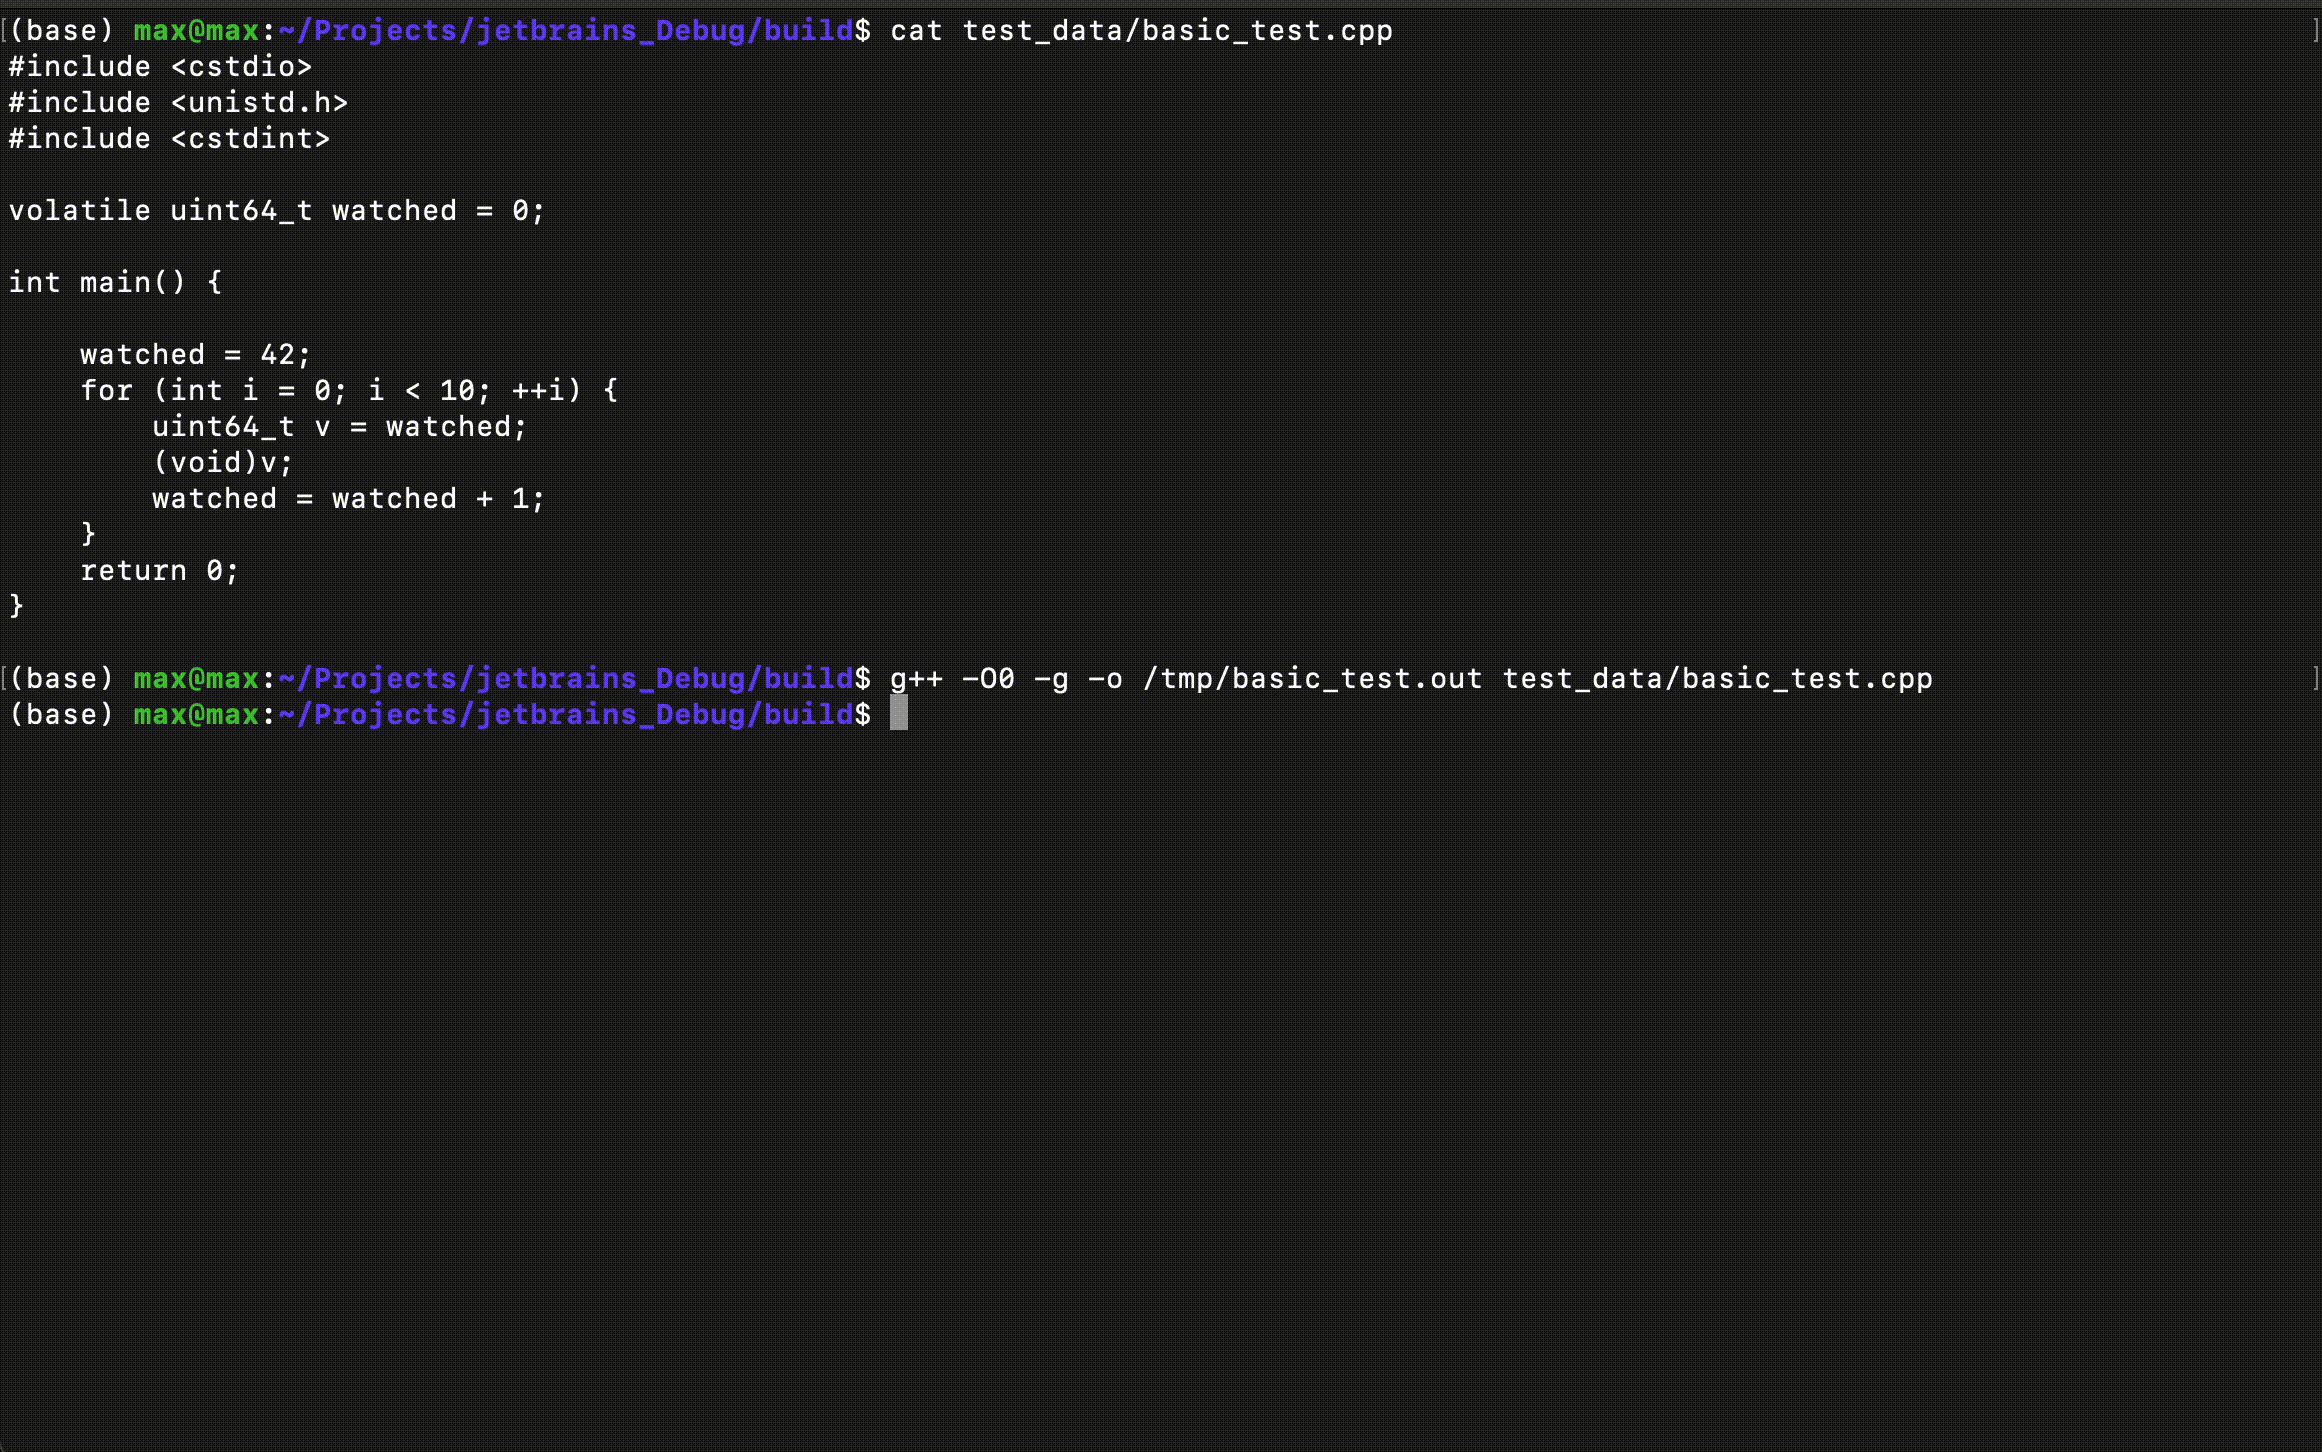 [(base) max@max:~/Projects/jetbrains_Debug/build$ cat test_data/basic_test.cpp ]
#include <cstdio>
#include <unistd.h>
#include <cstdint>

volatile uint64_t watched = 0;

int main() {

    watched = 42;
    for (int i = 0; i < 10; ++i) {
        uint64_t v = watched;
        (void)v;
        watched = watched + 1;
    }
    return 0;
}

[(base) max@max:~/Projects/jetbrains_Debug/build$ g++ -O0 -g -o /tmp/basic_test.out test_data/basic_test.cpp ]
(base) max@max:~/Projects/jetbrains_Debug/build$